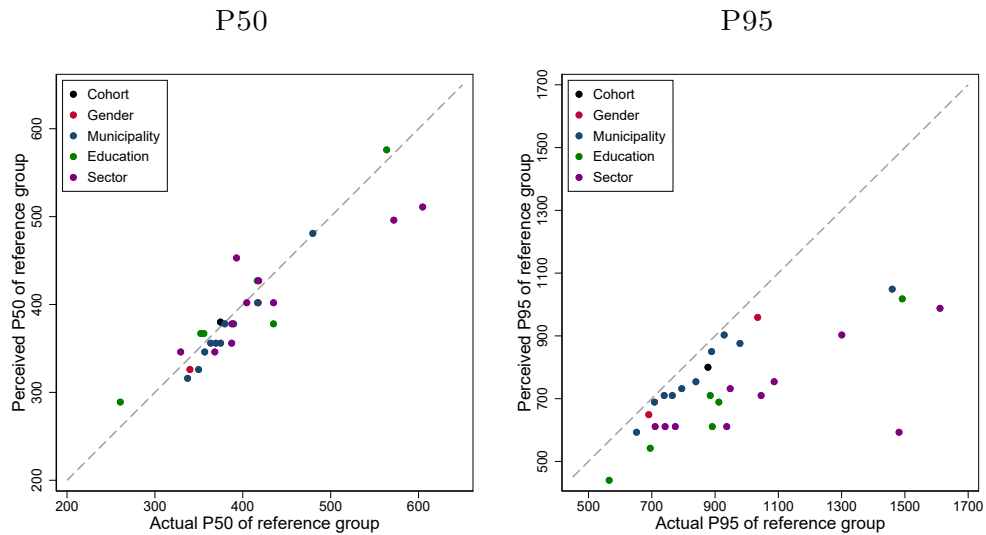 P50
Perceived P50 of reference group
600
500
400
300
200
Cohort
Gender
Municipality
Education
Sector
200 300 400 500 600
Actual P50 of reference group
P95
Perceived P95 of reference group
1700
1500
1300
1100
900
700
500
Cohort
Gender
Municipality
Education
Sector
500 700 900 1100 1300 1500 1700
Actual P95 of reference group